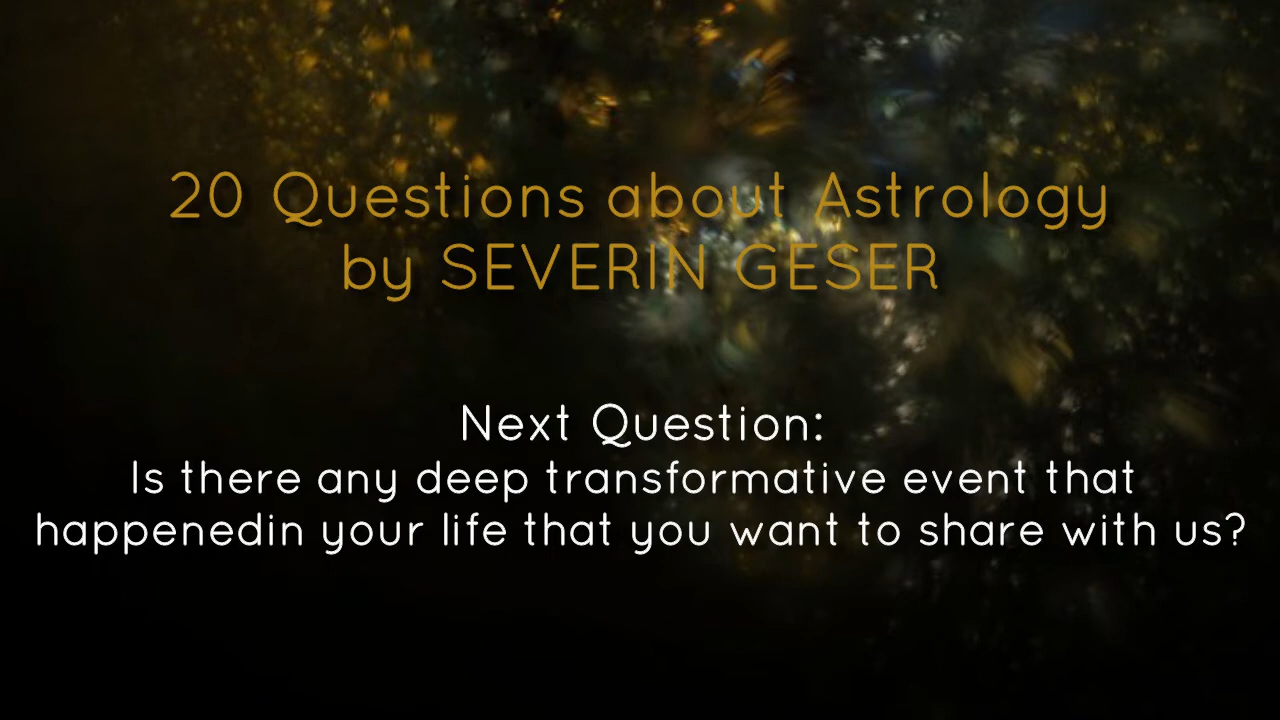 20 Questions about Astrology
by SEVERIN GESER
Next Question:
Is there any deep transformative event that
happenedin your life that you want to share with us?